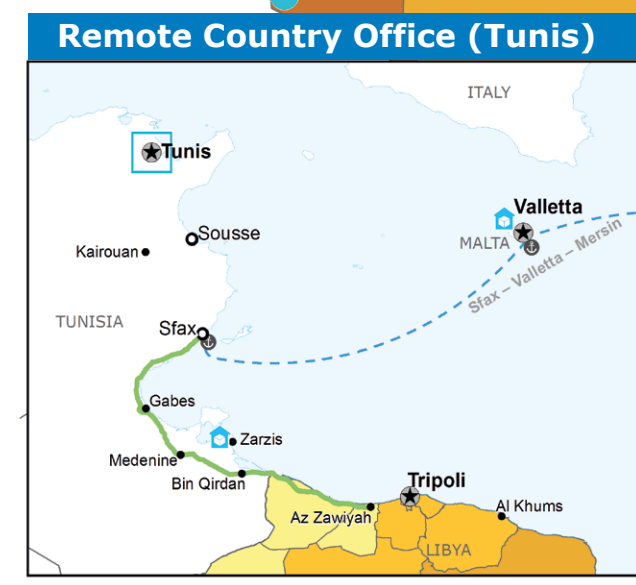 Remote Country Office (Tunis)
ITALY
Tunis
Valletta
Sousse
MALTA
Kairouan
Sfax – Valletta – Mersin
TUNISIA
Sfax
Gabes
Zarzis
Medenine
Bin Qirdan
Tripoli
Az Zawiyah
Al Khums
LIBYA